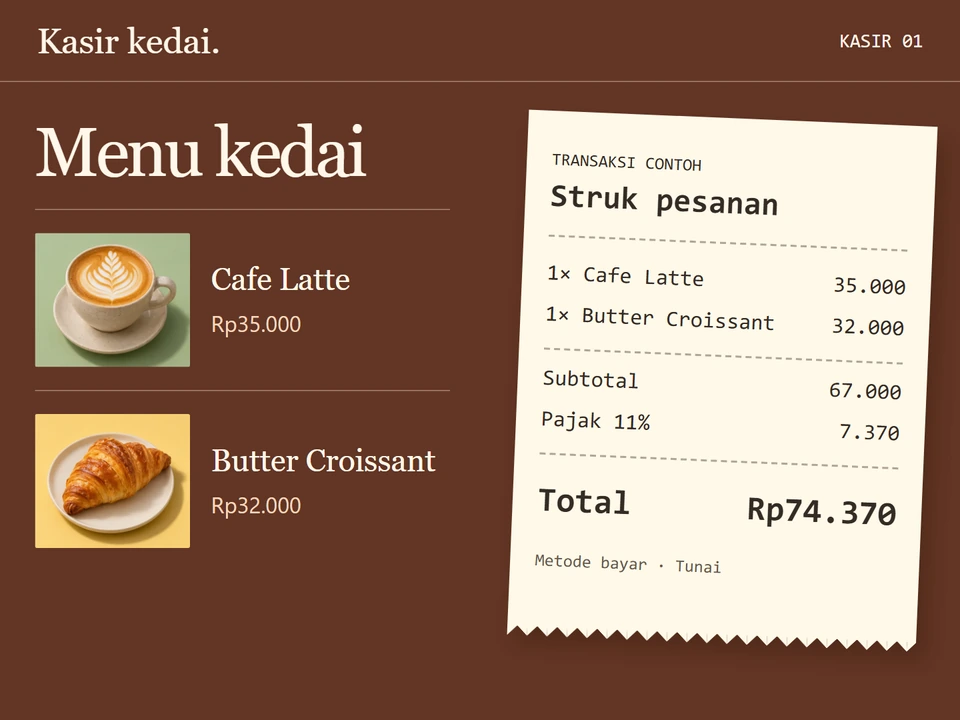 Kasir kedai.
KASIR 01
Menu kedai
Cafe Latte
Rp35.000
Butter Croissant
Rp32.000
TRANSAKSI CONTOH
Struk pesanan
1× Cafe Latte 35.000
1× Butter Croissant 32.000
Subtotal 67.000
Pajak 11% 7.370
Total Rp74.370
Metode bayar · Tunai